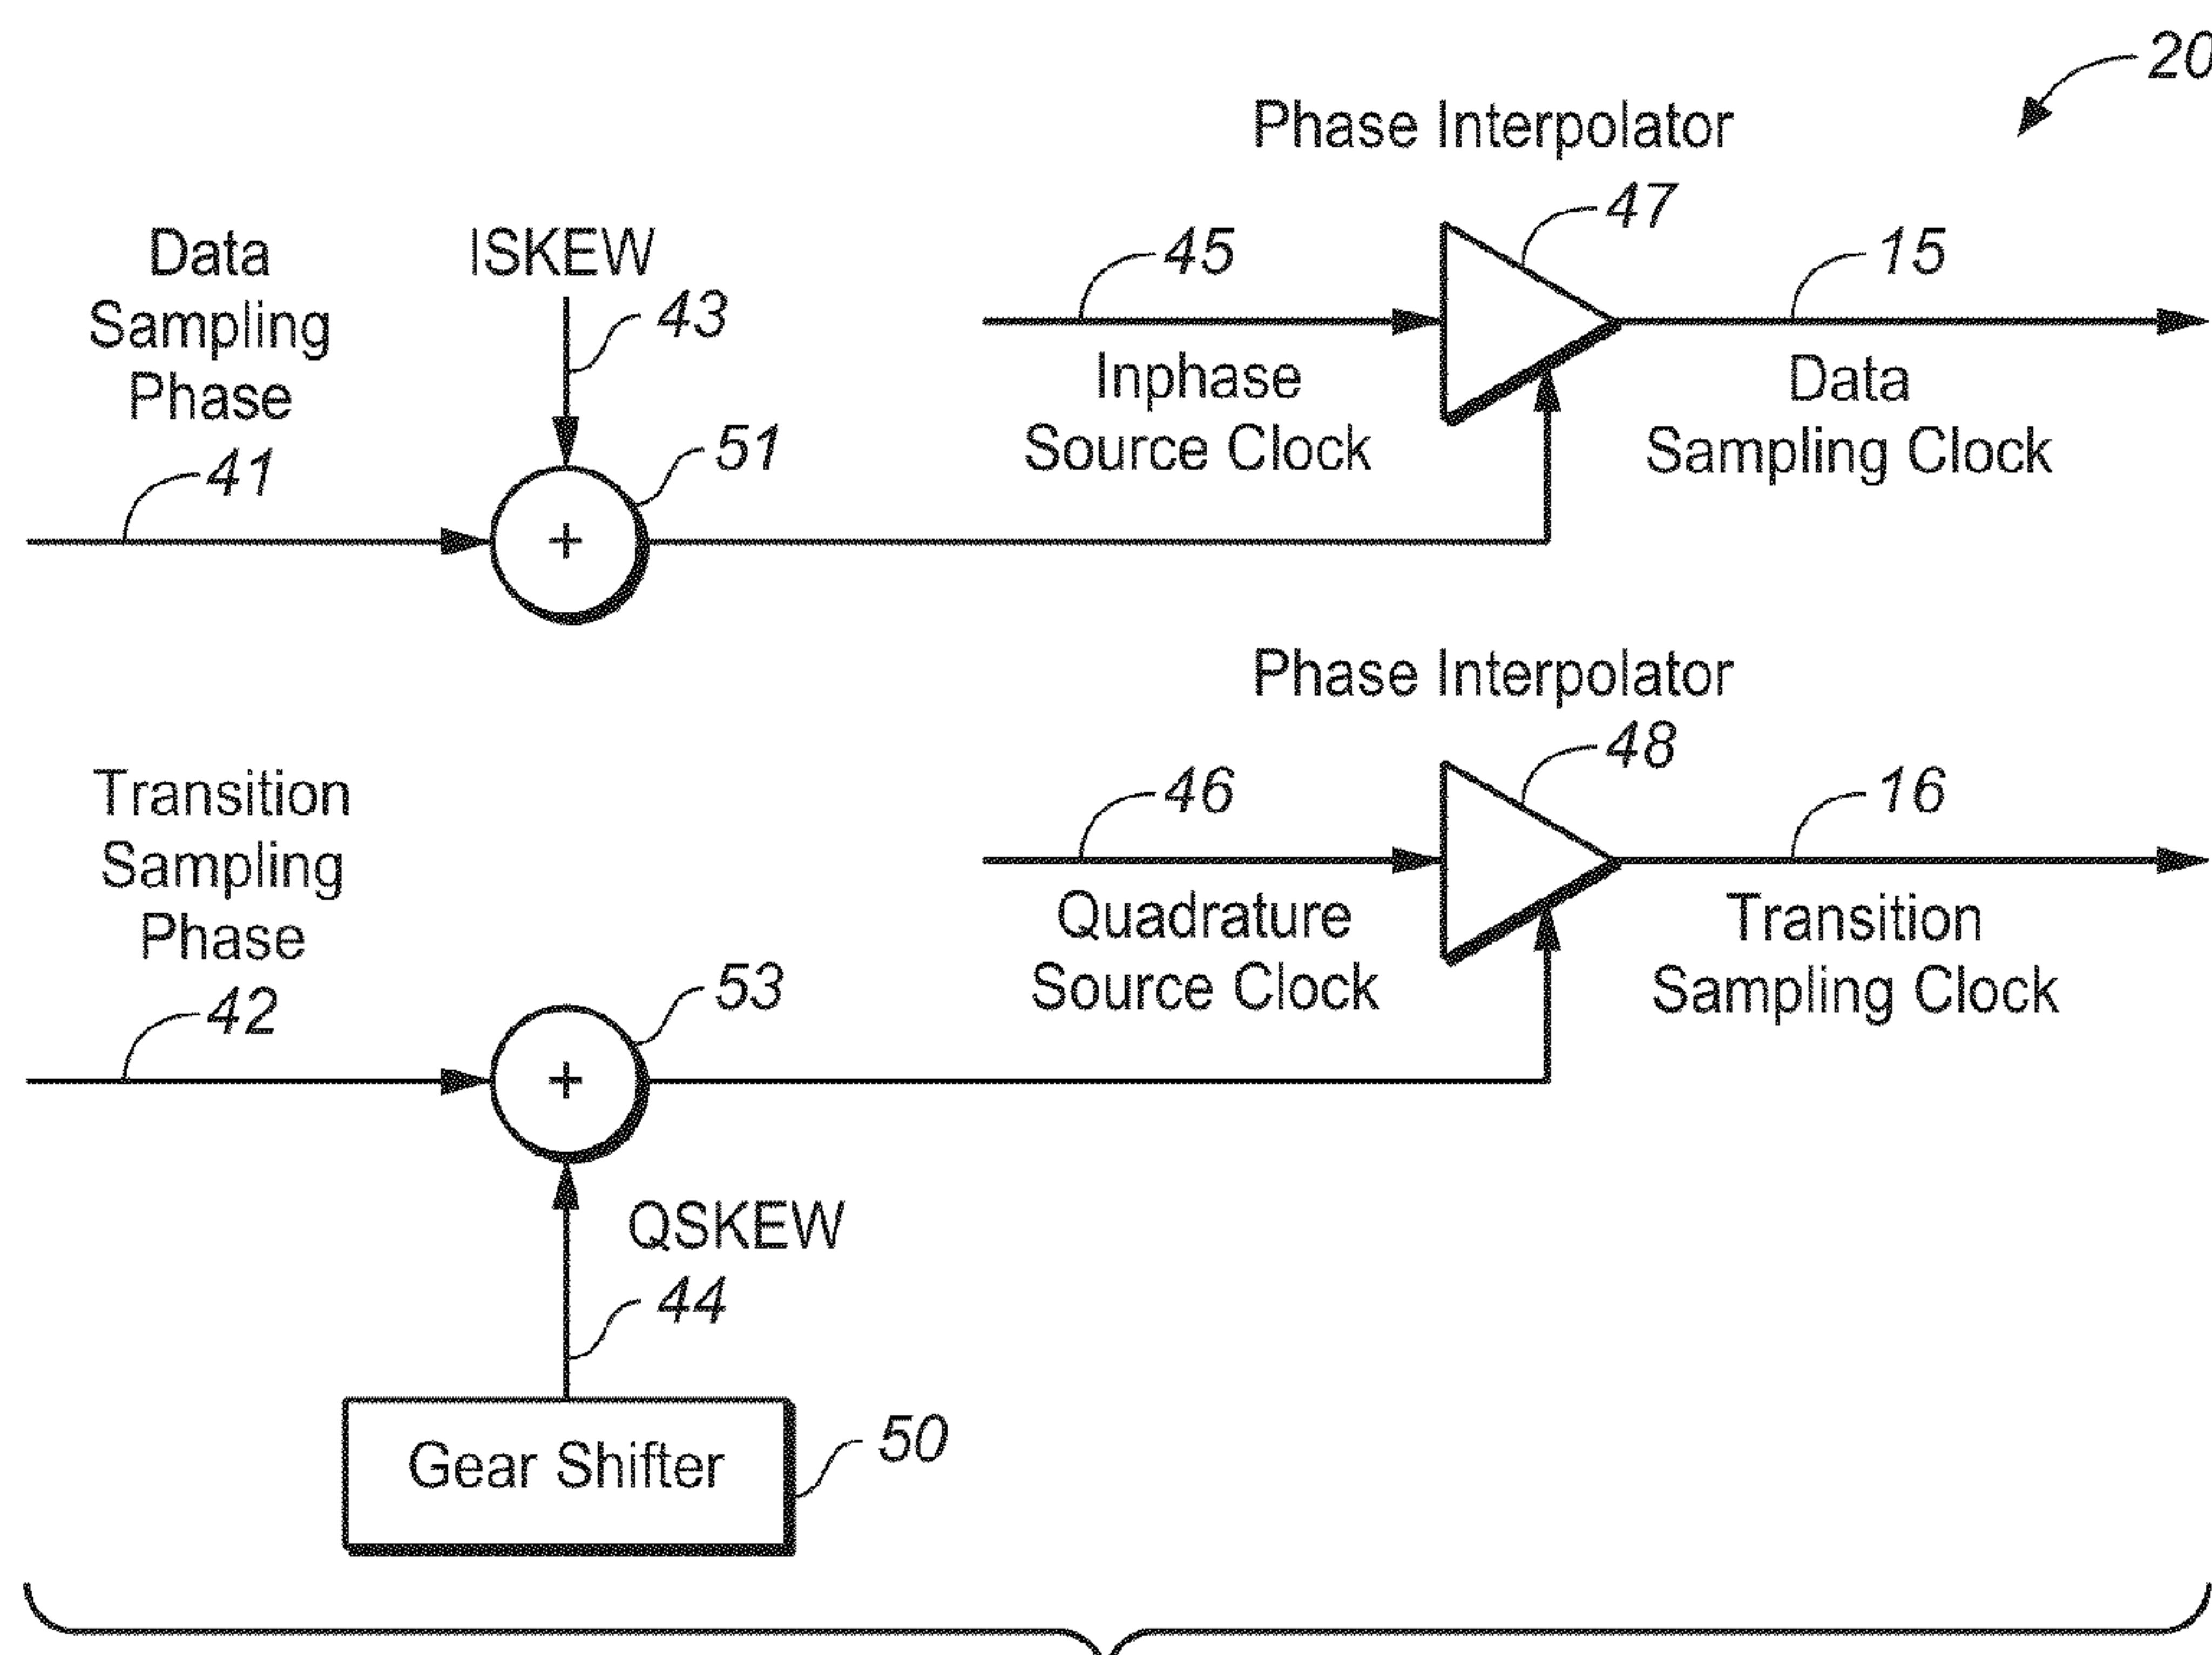 20
Phase Interpolator
47
Data
Sampling
Phase
41
ISKEW
43
51
+
45
Inphase
Source Clock
15
Data
Sampling Clock
Phase Interpolator
48
Transition
Sampling
Phase
42
53
+
46
Quadrature
Source Clock
16
Transition
Sampling Clock
QSKEW
44
Gear Shifter
50